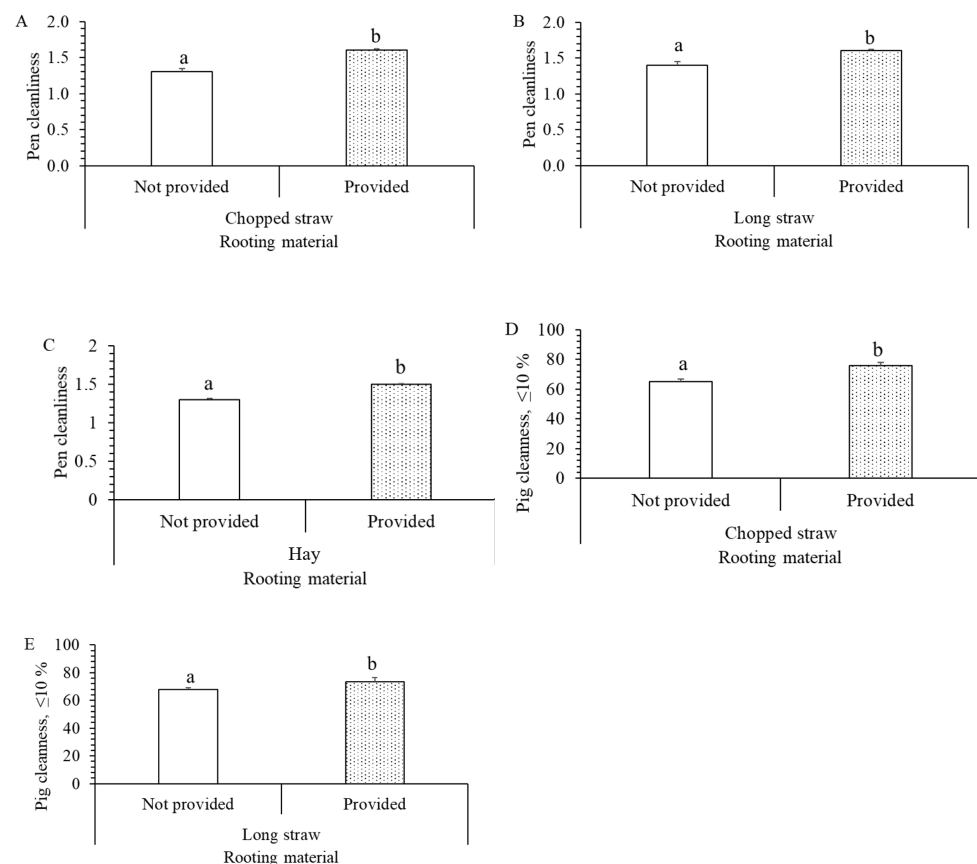 A
Pen cleanliness
2.0
1.5
1.0
0.5
0.0
a
b
Not provided
Provided
Chopped straw
Rooting material
B
Pen cleanliness
2.0
1.5
1.0
0.5
0.0
a
b
Not provided
Provided
Long straw
Rooting material
C
Pen cleanliness
2
1.5
1
0.5
0
a
b
Not provided
Provided
Hay
Rooting material
D
Pig cleanness, ≤10 %
100
80
60
40
20
0
a
b
Not provided
Provided
Chopped straw
Rooting material
E
Pig cleanness, ≤10 %
100
80
60
40
20
0
a
b
Not provided
Provided
Long straw
Rooting material